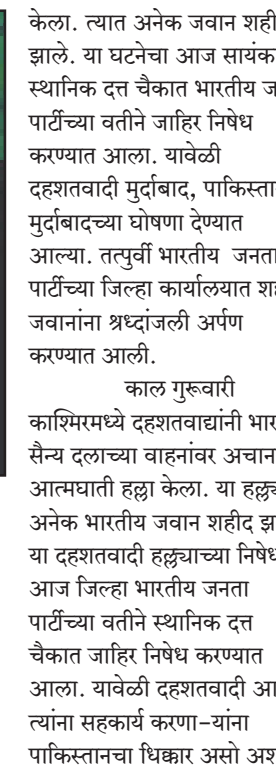 केला. त्यात अनेक जवान शही
झाले. या घटनेचा आज सायंक
स्थानिक दत्त चैकात भारतीय ज
पार्टीच्या वतीने जाहिर निषेध
करण्यात आला. यावेळी
दहशतवादी मुर्दाबाद, पाकिस्ता
मुर्दाबादच्या घोषणा देण्यात
आल्या. तत्पुर्वी भारतीय जनता
पार्टीच्या जिल्हा कार्यालयात शह
जवानांना श्रध्दांजली अर्पण
करण्यात आली.
काल गुरूवारी
काश्मिरमध्ये दहशतवाद्यांनी भार
सैन्य दलाच्या वाहनांवर अचान
आत्मघाती हल्ला केला. या हल्ल्य
अनेक भारतीय जवान शहीद झा
या दहशतवादी हल्ल्याच्या निषेध
आज जिल्हा भारतीय जनता
पार्टीच्या वतीने स्थानिक दत्त
चैकात जाहिर निषेध करण्यात
आला. यावेळी दहशतवादी आ
त्यांना सहकार्य करणा-यांना
पाकिस्तानचा धिक्कार असो अश